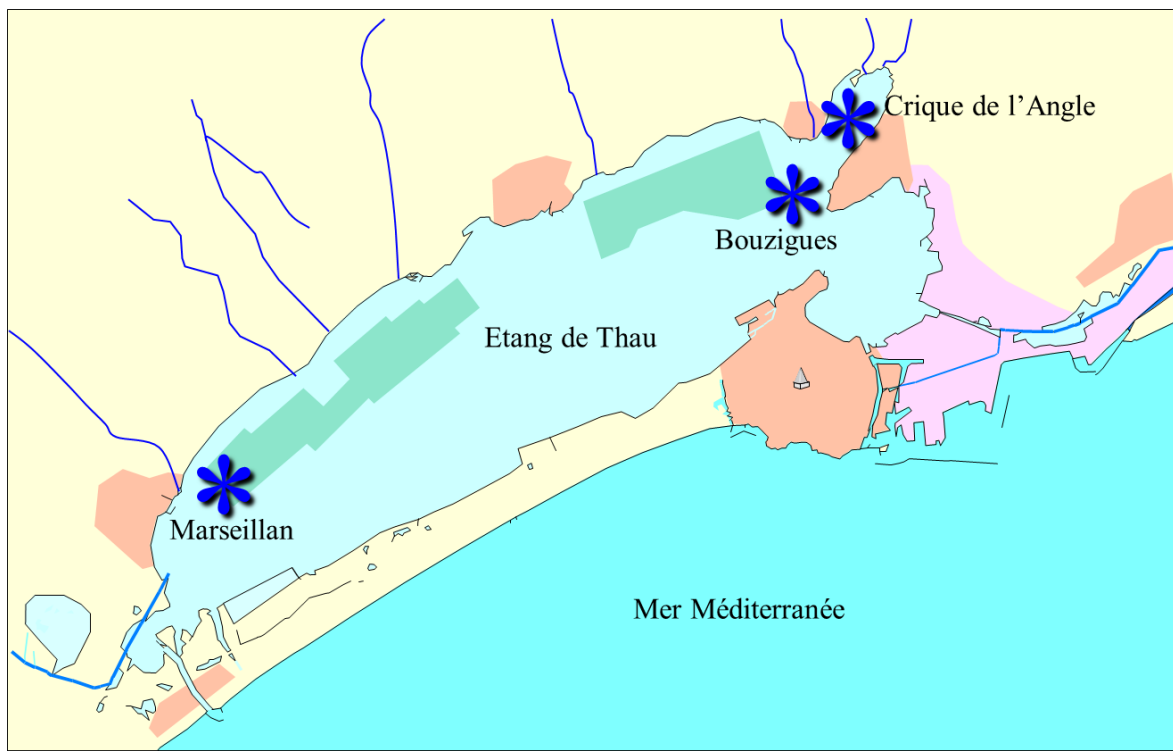 Crique de l’Angle
Bouzigues
Etang de Thau
Marseillan
Mer Méditerranée